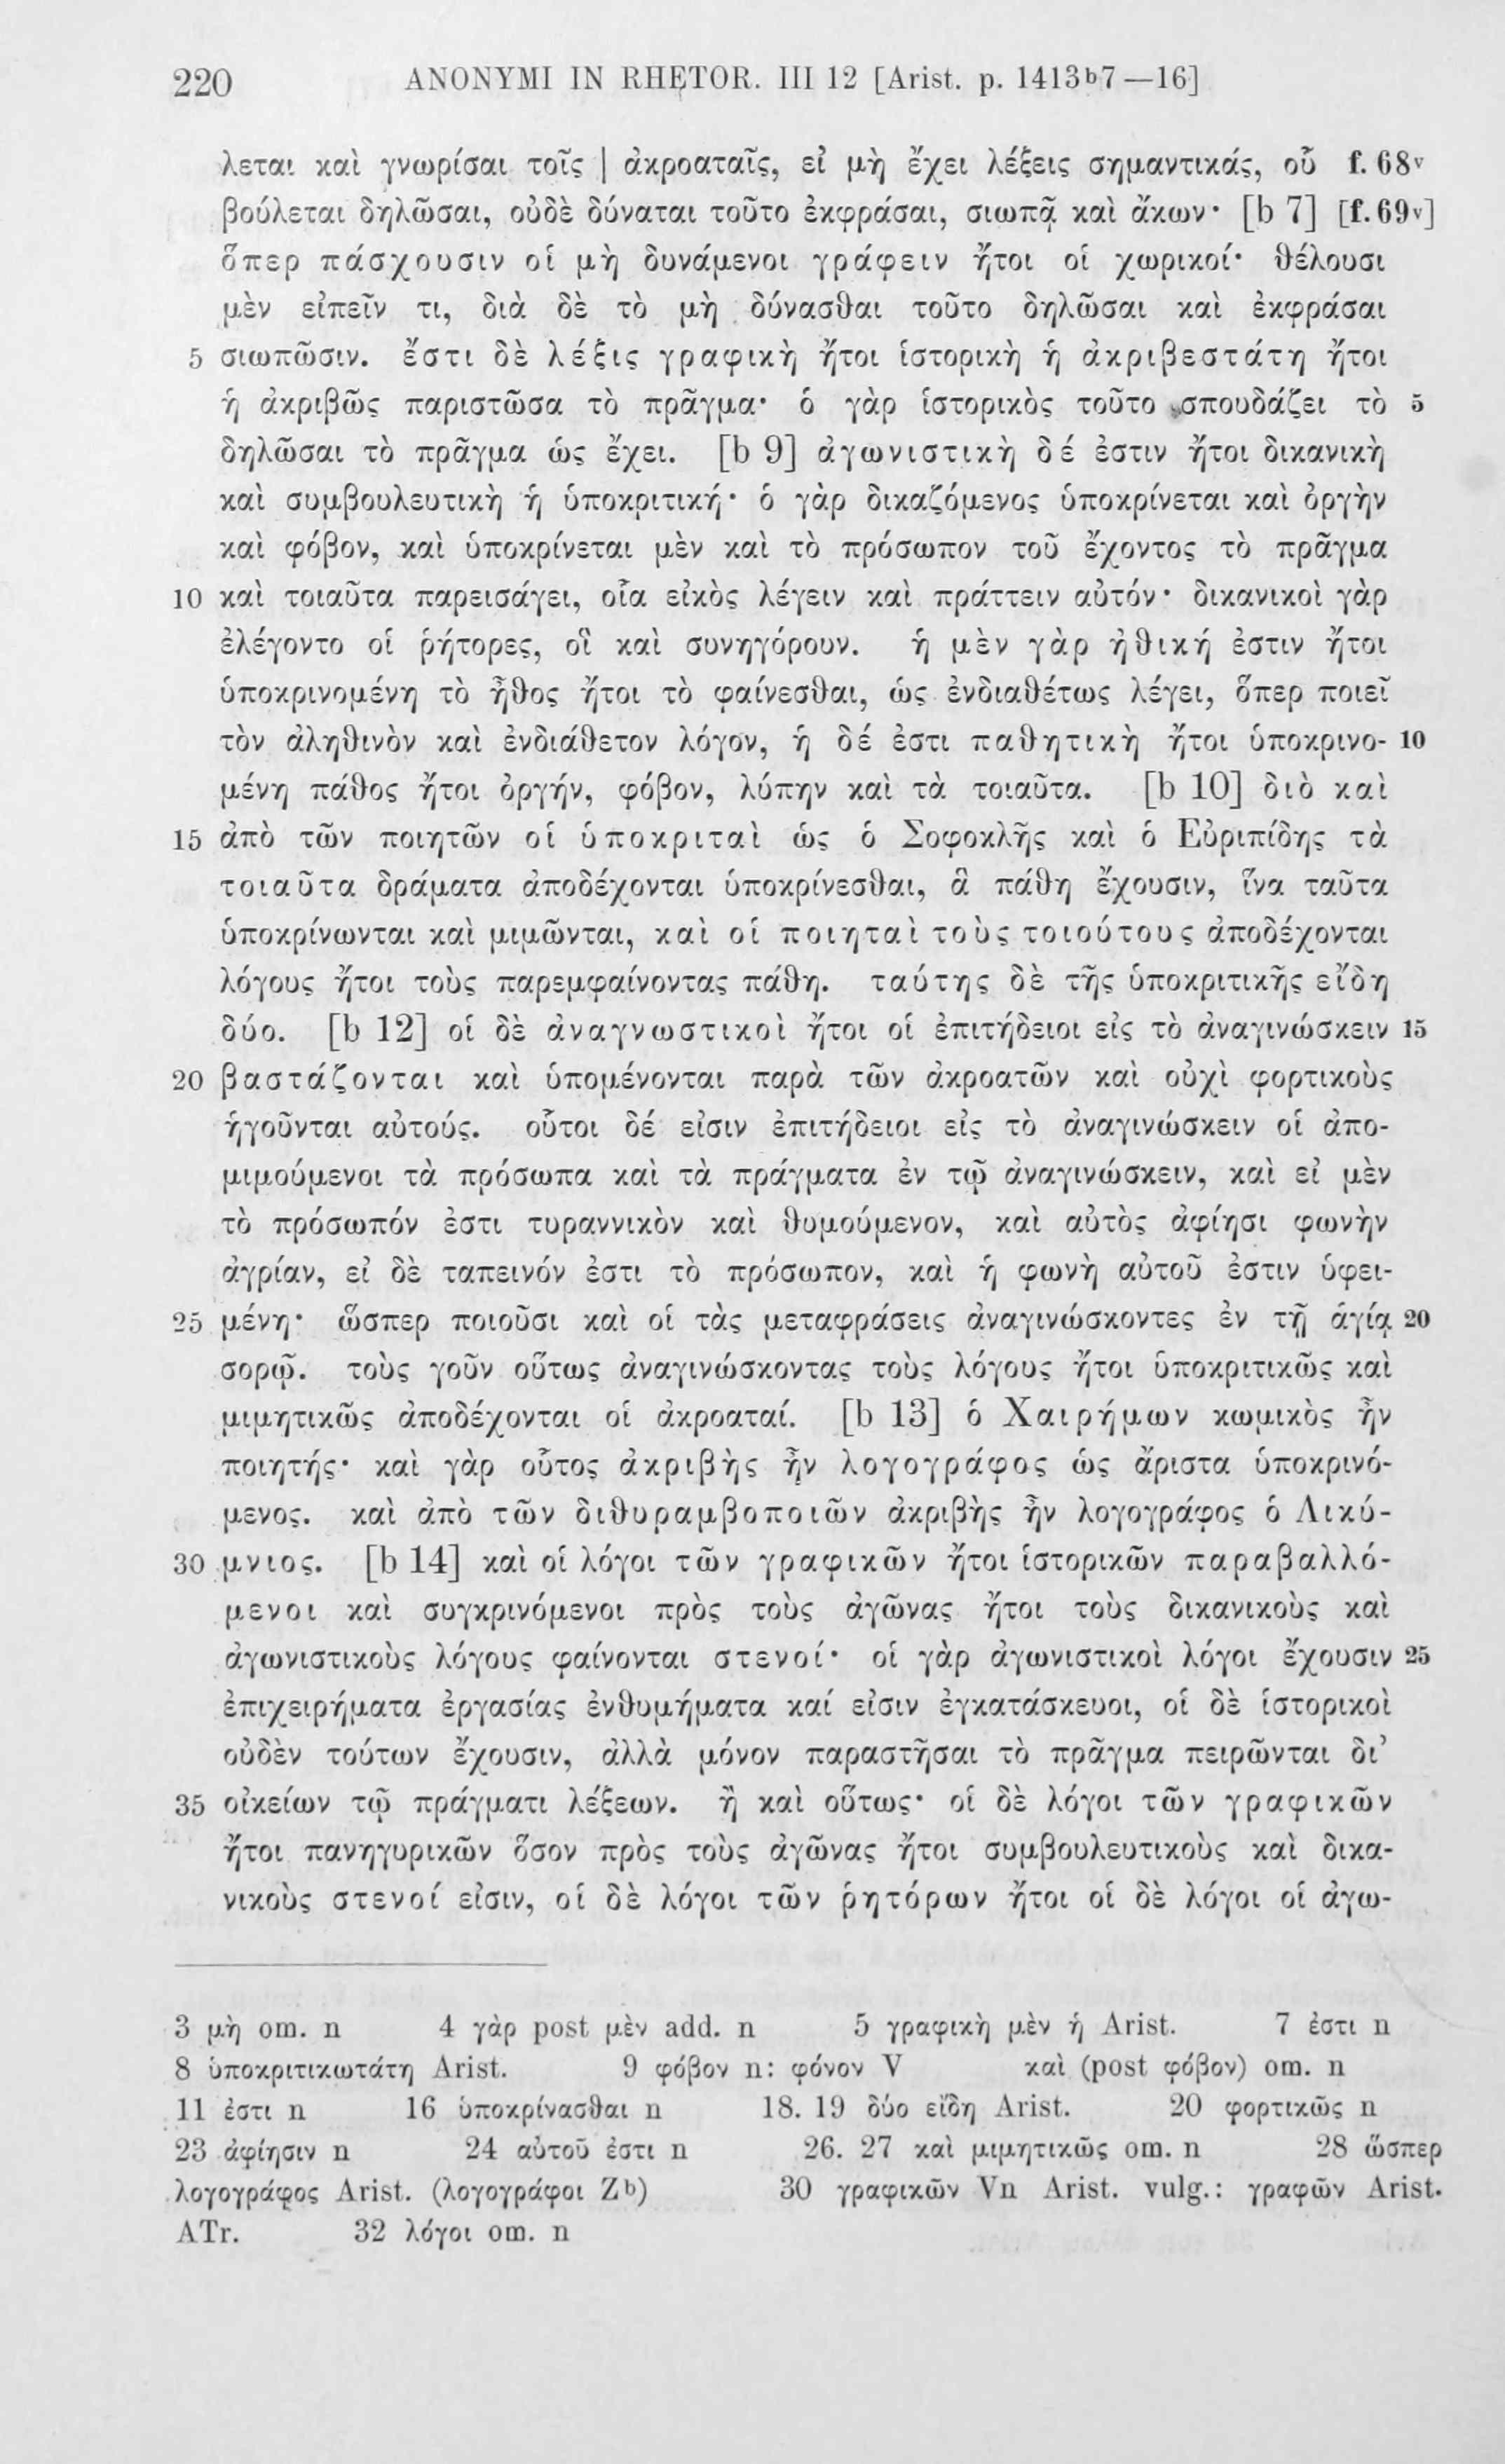 220 ANONYMI IN RHETOR. III 12 [Arist. p. 1413b7—16]
λεται καὶ γνωρίσαι τοῖς | ἀκροαταῖς, εἰ μὴ ἔχει λέξεις σημαντικάς, οὗ f. 68v
βούλεται δηλῶσαι, οὐδὲ δύναται τοῦτο ἐκφράσαι, σιωπᾷ καὶ ἄκων· [b 7] [f. 69v]
ὅπερ πάσχουσιν οἱ μὴ δυνάμενοι γράφειν ἤτοι οἱ χωρικοί· θέλουσι
μὲν εἰπεῖν τι, διὰ δὲ τὸ μὴ δύνασθαι τοῦτο δηλῶσαι καὶ ἐκφράσαι
5 σιωπῶσιν. ἔστι δὲ λέξις γραφικὴ ἤτοι ἱστορικὴ ἡ ἀκριβεστάτη ἤτοι
ἡ ἀκριβῶς παριστῶσα τὸ πρᾶγμα· ὁ γὰρ ἱστορικὸς τοῦτο σπουδάζει τὸ 5
δηλῶσαι τὸ πρᾶγμα ὡς ἔχει. [b 9] ἀγωνιστικὴ δέ ἐστιν ἤτοι δικανικὴ
καὶ συμβουλευτικὴ ἡ ὑποκριτική· ὁ γὰρ δικαζόμενος ὑποκρίνεται καὶ ὀργὴν
καὶ φόβον, καὶ ὑποκρίνεται μὲν καὶ τὸ πρόσωπον τοῦ ἔχοντος τὸ πρᾶγμα
10 καὶ τοιαῦτα παρεισάγει, οἷα εἰκὸς λέγειν καὶ πράττειν αὐτόν· δικανικοὶ γὰρ
ἐλέγοντο οἱ ῥήτορες, οἳ καὶ συνηγόρουν. ἡ μὲν γὰρ ἠθική ἐστιν ἤτοι
ὑποκρινομένη τὸ ἦθος ἤτοι τὸ φαίνεσθαι, ὡς ἐνδιαθέτως λέγει, ὅπερ ποιεῖ
τὸν ἀληθινὸν καὶ ἐνδιάθετον λόγον, ἡ δέ ἐστι παθητικὴ ἤτοι ὑποκρινο- 10
μένη πάθος ἤτοι ὀργήν, φόβον, λύπην καὶ τὰ τοιαῦτα. [b 10] διὸ καὶ
15 ἀπὸ τῶν ποιητῶν οἱ ὑποκριταὶ ὡς ὁ Σοφοκλῆς καὶ ὁ Εὐριπίδης τὰ
τοιαῦτα δράματα ἀποδέχονται ὑποκρίνεσθαι, ἃ πάθη ἔχουσιν, ἵνα ταῦτα
ὑποκρίνωνται καὶ μιμῶνται, καὶ οἱ ποιηταὶ τοὺς τοιούτους ἀποδέχονται
λόγους ἤτοι τοὺς παρεμφαίνοντας πάθη. ταύτης δὲ τῆς ὑποκριτικῆς εἴδη
δύο. [b 12] οἱ δὲ ἀναγνωστικοὶ ἤτοι οἱ ἐπιτήδειοι εἰς τὸ ἀναγινώσκειν 15
20 βαστάζονται καὶ ὑπομένονται παρὰ τῶν ἀκροατῶν καὶ οὐχὶ φορτικοὺς
ἡγοῦνται αὐτούς. οὗτοι δέ εἰσιν ἐπιτήδειοι εἰς τὸ ἀναγινώσκειν οἱ ἀπο-
μιμούμενοι τὰ πρόσωπα καὶ τὰ πράγματα ἐν τῷ ἀναγινώσκειν, καὶ εἰ μὲν
τὸ πρόσωπόν ἐστι τυραννικὸν καὶ θυμούμενον, καὶ αὐτὸς ἀφίησι φωνὴν
ἀγρίαν, εἰ δὲ ταπεινόν ἐστι τὸ πρόσωπον, καὶ ἡ φωνὴ αὐτοῦ ἐστιν ὑφει-
25 μένη· ὥσπερ ποιοῦσι καὶ οἱ τὰς μεταφράσεις ἀναγινώσκοντες ἐν τῇ ἁγίᾳ 20
σορῷ. τοὺς γοῦν οὕτως ἀναγινώσκοντας τοὺς λόγους ἤτοι ὑποκριτικῶς καὶ
μιμητικῶς ἀποδέχονται οἱ ἀκροαταί. [b 13] ὁ Χαιρήμων κωμικὸς ἦν
ποιητής· καὶ γὰρ οὗτος ἀκριβὴς ἦν λογογράφος ὡς ἄριστα ὑποκρινό-
μενος. καὶ ἀπὸ τῶν διθυραμβοποιῶν ἀκριβὴς ἦν λογογράφος ὁ Λικύ-
30 μνιος. [b 14] καὶ οἱ λόγοι τῶν γραφικῶν ἤτοι ἱστορικῶν παραβαλλό-
μενοι καὶ συγκρινόμενοι πρὸς τοὺς ἀγῶνας ἤτοι τοὺς δικανικοὺς καὶ
ἀγωνιστικοὺς λόγους φαίνονται στενοί· οἱ γὰρ ἀγωνιστικοὶ λόγοι ἔχουσιν 25
ἐπιχειρήματα ἐργασίας ἐνθυμήματα καί εἰσιν ἐγκατάσκευοι, οἱ δὲ ἱστορικοὶ
οὐδὲν τούτων ἔχουσιν, ἀλλὰ μόνον παραστῆσαι τὸ πρᾶγμα πειρῶνται δι’
35 οἰκείων τῷ πράγματι λέξεων. ἢ καὶ οὕτως· οἱ δὲ λόγοι τῶν γραφικῶν
ἤτοι πανηγυρικῶν ὅσον πρὸς τοὺς ἀγῶνας ἤτοι συμβουλευτικοὺς καὶ δικα-
νικοὺς στενοί εἰσιν, οἱ δὲ λόγοι τῶν ῥητόρων ἤτοι οἱ δὲ λόγοι οἱ ἀγω-
3 μὴ om. n 4 γὰρ post μὲν add. n 5 γραφικὴ μὲν ἡ Arist. 7 ἐστι n
8 ὑποκριτικωτάτη Arist. 9 φόβον n: φόνον V καὶ (post φόβον) om. n
11 ἐστι n 16 ὑποκρίνασθαι n 18. 19 δύο εἴδη Arist. 20 φορτικῶς n
23 ἀφίησιν n 24 αὐτοῦ ἐστι n 26. 27 καὶ μιμητικῶς om. n 28 ὥσπερ
λογογράφος Arist. (λογογράφοι Zb) 30 γραφικῶν Vn Arist. vulg.: γραφῶν Arist.
ATr. 32 λόγοι om. n